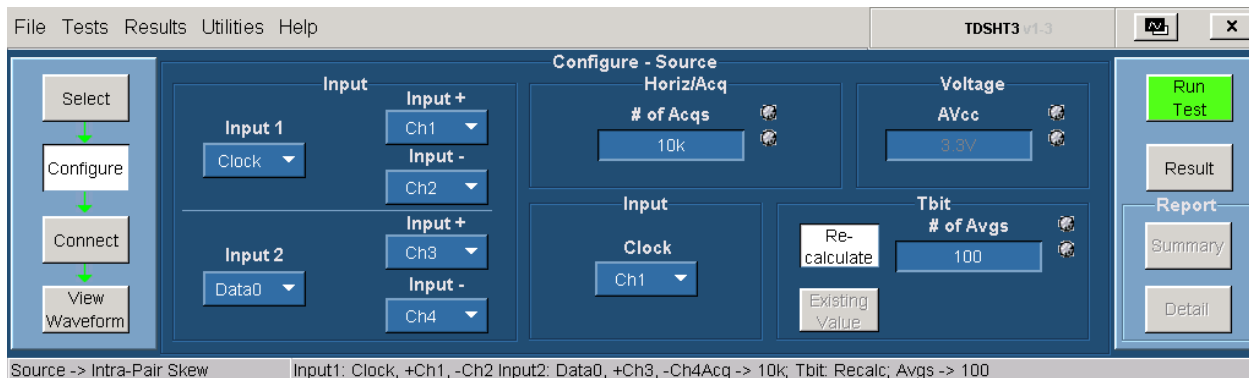 File Tests Results Utilities Help TDSHT3 v1-3 x
Select
Configure
Connect
View
Waveform
Configure - Source
Input
Input 1
Clock
Input +
Ch1
Input -
Ch2
Input 2
Data0
Input +
Ch3
Input -
Ch4
Horiz/Acq
# of Acqs
10k
Voltage
AVcc
3.3V
Input
Clock
Ch1
Tbit
Re-
calculate
Existing
Value
# of Avgs
100
Run
Test
Result
Report
Summary
Detail
Source -> Intra-Pair Skew Input1: Clock, +Ch1, -Ch2 Input2: Data0, +Ch3, -Ch4Acq -> 10k; Tbit: Recalc; Avgs -> 100